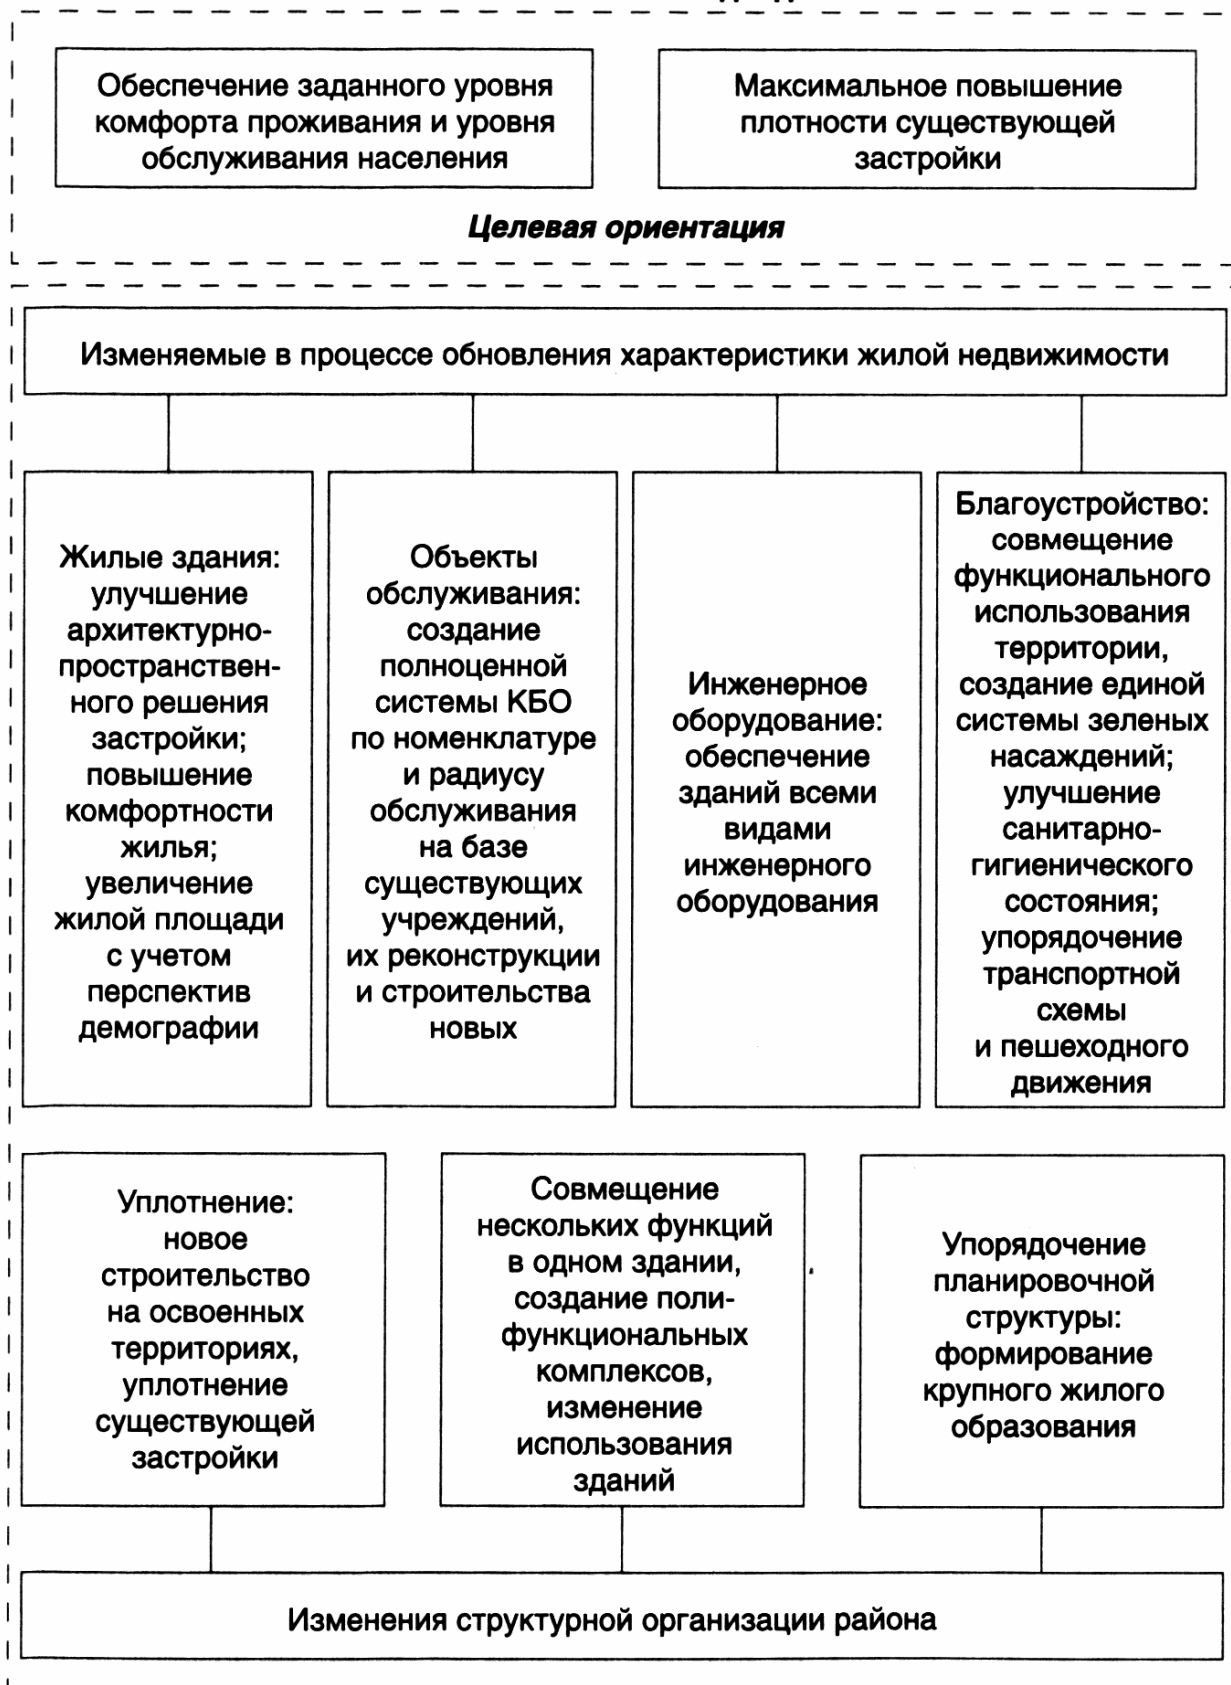 Обеспечение заданного уровня
комфорта проживания и уровня
обслуживания населения
Максимальное повышение
плотности существующей
застройки
Целевая ориентация
Изменяемые в процессе обновления характеристики жилой недвижимости
Жилые здания:
улучшение
архитектурно-
пространствен-
ного решения
застройки;
повышение
комфортности
жилья;
увеличение
жилой площади
с учетом
перспектив
демографии
Объекты
обслуживания:
создание
полноценной
системы КБО
по номенклатуре
и радиусу
обслуживания
на базе
существующих
учреждений,
их реконструкции
и строительства
новых
Инженерное
оборудование:
обеспечение
зданий всеми
видами
инженерного
оборудования
Благоустройство:
совмещение
функционального
использования
территории,
создание единой
системы зеленых
насаждений;
улучшение
санитарно-
гигиенического
состояния;
упорядочение
транспортной
схемы
и пешеходного
движения
Уплотнение:
новое
строительство
на освоенных
территориях,
уплотнение
существующей
застройки
Совмещение
нескольких функций
в одном здании,
создание поли-
функциональных
комплексов,
изменение
использования
зданий
Упорядочение
планировочной
структуры:
формирование
крупного жилого
образования
Изменения структурной организации района